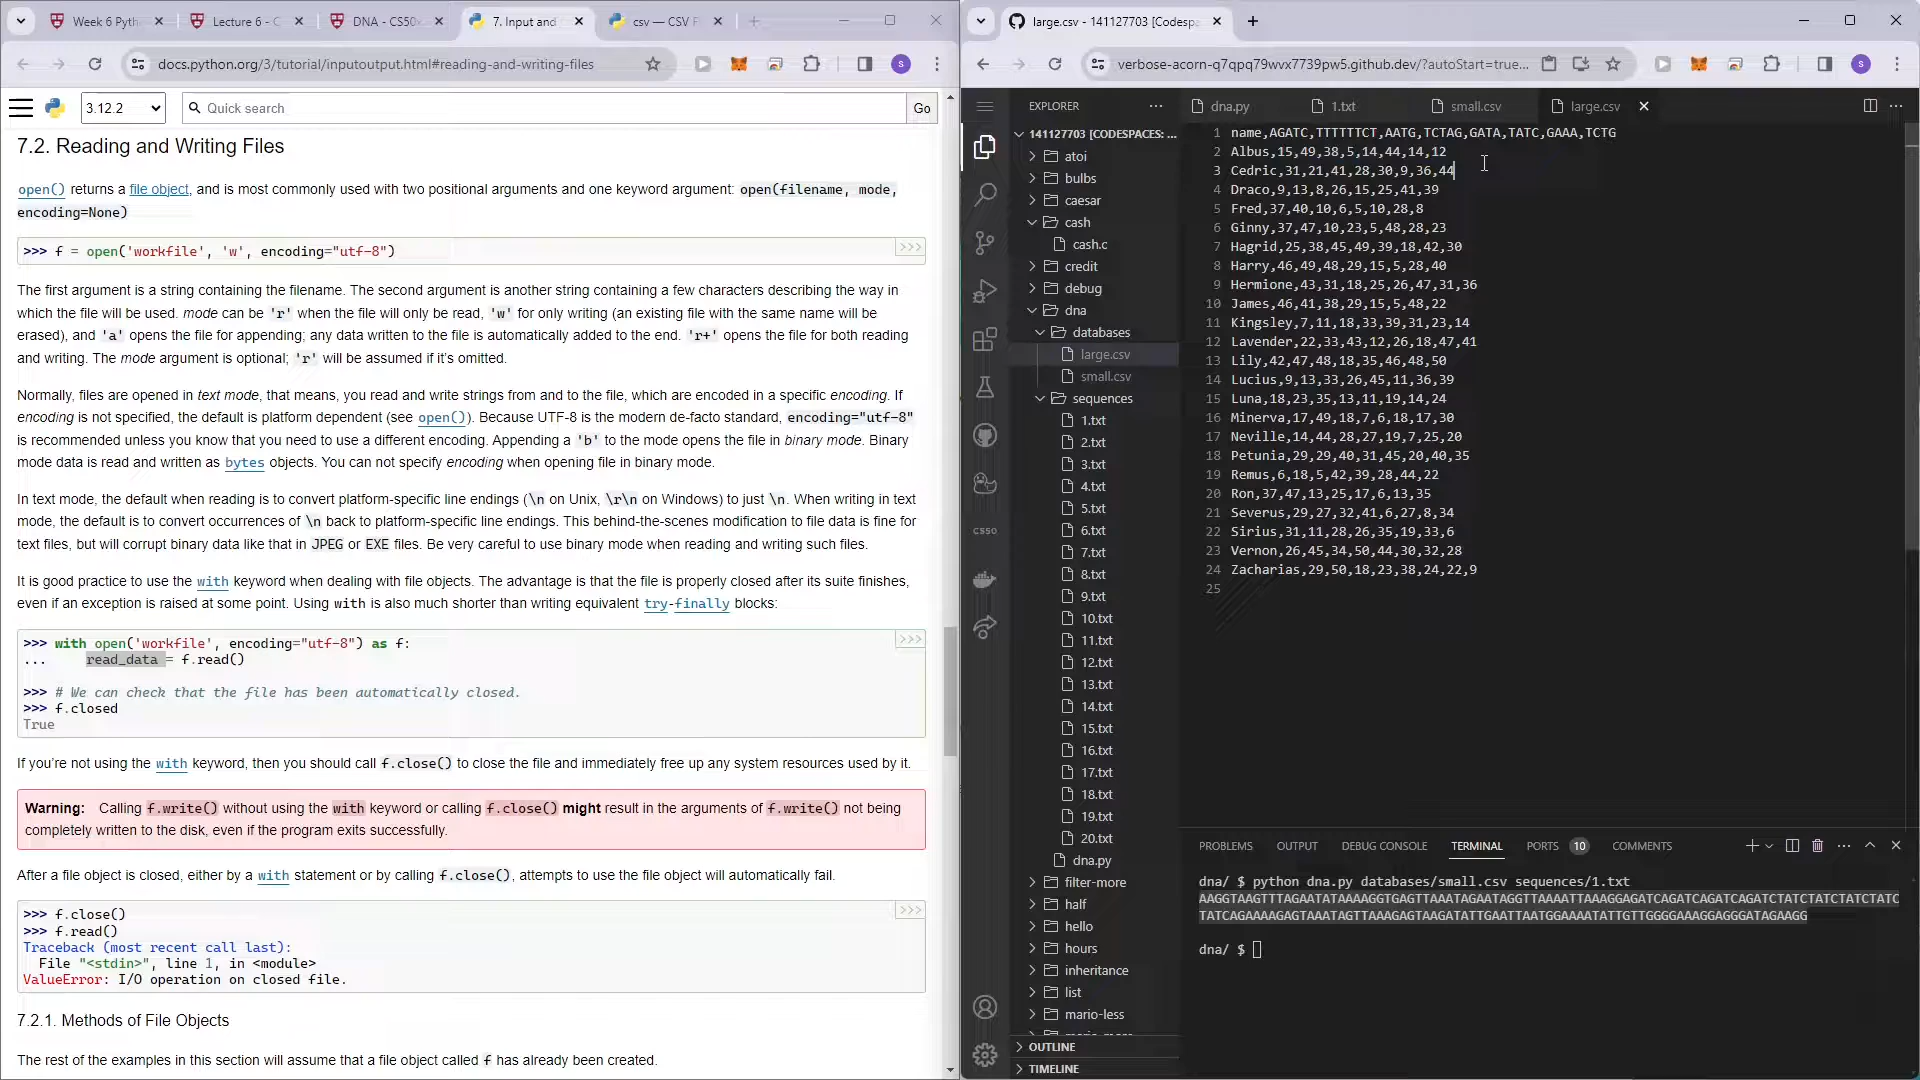 Week 6 Pyth
Lecture 6 - C
DNA - CS50
7. Input and
csv — CSV F
docs.python.org/3/tutorial/inputoutput.html#reading-and-writing-files
S
3.12.2
Quick search
Go
7.2. Reading and Writing Files
open() returns a file object, and is most commonly used with two positional arguments and one keyword argument: open(filename, mode,
encoding=None)
>>> f = open('workfile', 'w', encoding="utf-8")
>>>
The first argument is a string containing the filename. The second argument is another string containing a few characters describing the way in
which the file will be used. mode can be 'r' when the file will only be read, 'w' for only writing (an existing file with the same name will be
erased), and 'a' opens the file for appending; any data written to the file is automatically added to the end. 'r+' opens the file for both reading
and writing. The mode argument is optional; 'r' will be assumed if it's omitted.
Normally, files are opened in text mode, that means, you read and write strings from and to the file, which are encoded in a specific encoding. If
encoding is not specified, the default is platform dependent (see open()). Because UTF-8 is the modern de-facto standard, encoding="utf-8"
is recommended unless you know that you need to use a different encoding. Appending a 'b' to the mode opens the file in binary mode. Binary
mode data is read and written as bytes objects. You can not specify encoding when opening file in binary mode.
In text mode, the default when reading is to convert platform-specific line endings (\n on Unix, \r\n on Windows) to just \n. When writing in text
mode, the default is to convert occurrences of \n back to platform-specific line endings. This behind-the-scenes modification to file data is fine for
text files, but will corrupt binary data like that in JPEG or EXE files. Be very careful to use binary mode when reading and writing such files.
It is good practice to use the with keyword when dealing with file objects. The advantage is that the file is properly closed after its suite finishes,
even if an exception is raised at some point. Using with is also much shorter than writing equivalent try-finally blocks:
>>> with open('workfile', encoding="utf-8") as f:
>>>
...     read_data = f.read()
>>> # We can check that the file has been automatically closed.
>>> f.closed
True
If you're not using the with keyword, then you should call f.close() to close the file and immediately free up any system resources used by it.
Warning: Calling f.write() without using the with keyword or calling f.close() might result in the arguments of f.write() not being
completely written to the disk, even if the program exits successfully.
After a file object is closed, either by a with statement or by calling f.close(), attempts to use the file object will automatically fail.
>>> f.close()
>>>
>>> f.read()
Traceback (most recent call last):
  File "<stdin>", line 1, in <module>
ValueError: I/O operation on closed file.
7.2.1. Methods of File Objects
The rest of the examples in this section will assume that a file object called f has already been created.
large.csv - 141127703 [Codespa
verbose-acorn-q7qpq79wvx7739pw5.github.dev/?autoStart=true...
S
EXPLORER
...
141127703 [CODESPACES: ...
atoi
bulbs
caesar
cash
cash.c
credit
debug
dna
databases
large.csv
small.csv
sequences
1.txt
2.txt
3.txt
4.txt
5.txt
6.txt
7.txt
8.txt
9.txt
10.txt
11.txt
12.txt
13.txt
14.txt
15.txt
16.txt
17.txt
18.txt
19.txt
20.txt
dna.py
filter-more
half
hello
hours
inheritance
list
mario-less
OUTLINE
TIMELINE
CS50
dna.py
1.txt
small.csv
large.csv
1 name,AGATC,TTTTTTCT,AATG,TCTAG,GATA,TATC,GAAA,TCTG
2 Albus,15,49,38,5,14,44,14,12
3 Cedric,31,21,41,28,30,9,36,44
4 Draco,9,13,8,26,15,25,41,39
5 Fred,37,40,10,6,5,10,28,8
6 Ginny,37,47,10,23,5,48,28,23
7 Hagrid,25,38,45,49,39,18,42,30
8 Harry,46,49,48,29,15,5,28,40
9 Hermione,43,31,18,25,26,47,31,36
10 James,46,41,38,29,15,5,48,22
11 Kingsley,7,11,18,33,39,31,23,14
12 Lavender,22,33,43,12,26,18,47,41
13 Lily,42,47,48,18,35,46,48,50
14 Lucius,9,13,33,26,45,11,36,39
15 Luna,18,23,35,13,11,19,14,24
16 Minerva,17,49,18,7,6,18,17,30
17 Neville,14,44,28,27,19,7,25,20
18 Petunia,29,29,40,31,45,20,40,35
19 Remus,6,18,5,42,39,28,44,22
20 Ron,37,47,13,25,17,6,13,35
21 Severus,29,27,32,41,6,27,8,34
22 Sirius,31,11,28,26,35,19,33,6
23 Vernon,26,45,34,50,44,30,32,28
24 Zacharias,29,50,18,23,38,24,22,9
25
PROBLEMS
OUTPUT
DEBUG CONSOLE
TERMINAL
PORTS 10
COMMENTS
dna/ $ python dna.py databases/small.csv sequences/1.txt
AAGGTAAGTTTAGAATATAAAAGGTGAGTTAAATAGAATAGGTTAAAATTAAAGGAGATCAGATCAGATCAGATCTATCTATCTATCTATC
TATCAGAAAAGAGTAAATAGTTAAAGAGTAAGATATTGAATTAATGGAAAATATTGTTGGGGAAAGGAGGGATAGAAGG
dna/ $